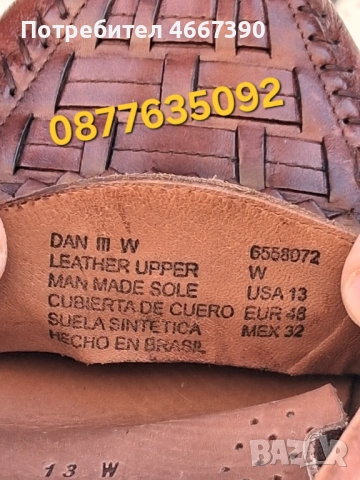 Потребител 4667390
0877635092
DAN III W 6558072
LEATHER UPPER W
MAN MADE SOLE USA 13
CUBIERTA DE CUERO EUR 48
SUELA SINTETICA MEX 32
HECHO EN BRASIL
13 W
BAZAR